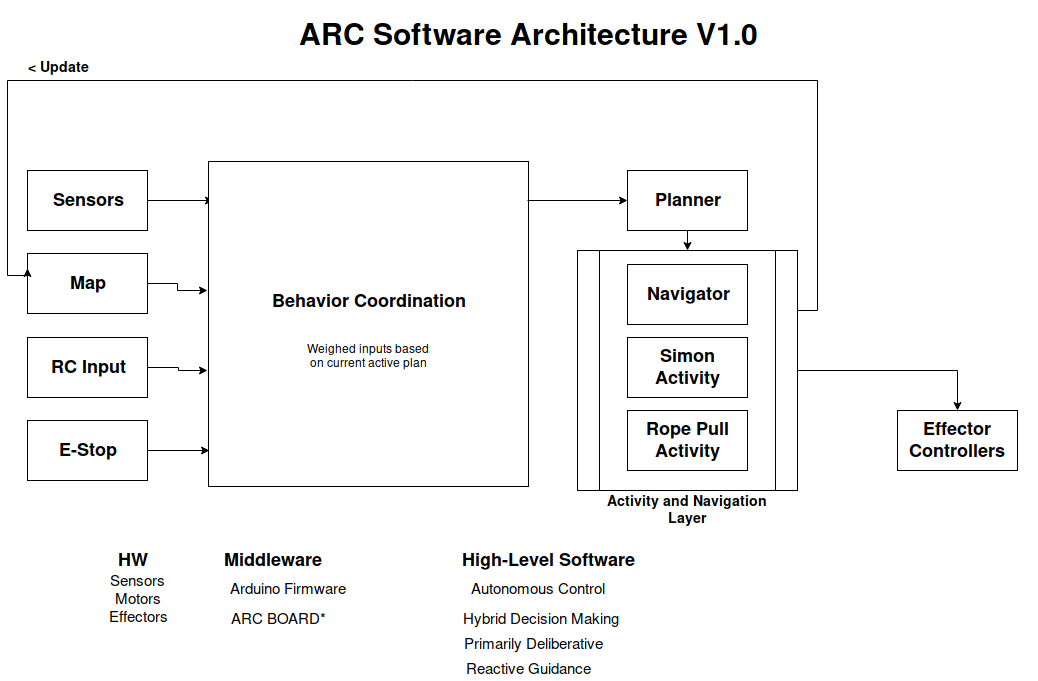 ARC Software Architecture V1.0
< Update
Sensors
Map
RC Input
E-Stop
Behavior Coordination
Weighed inputs based
on current active plan
Planner
Navigator
Simon
Activity
Rope Pull
Activity
Activity and Navigation
Layer
Effector
Controllers
HW
Sensors
Motors
Effectors
Middleware
Arduino Firmware
ARC BOARD*
High-Level Software
Autonomous Control
Hybrid Decision Making
Primarily Deliberative
Reactive Guidance